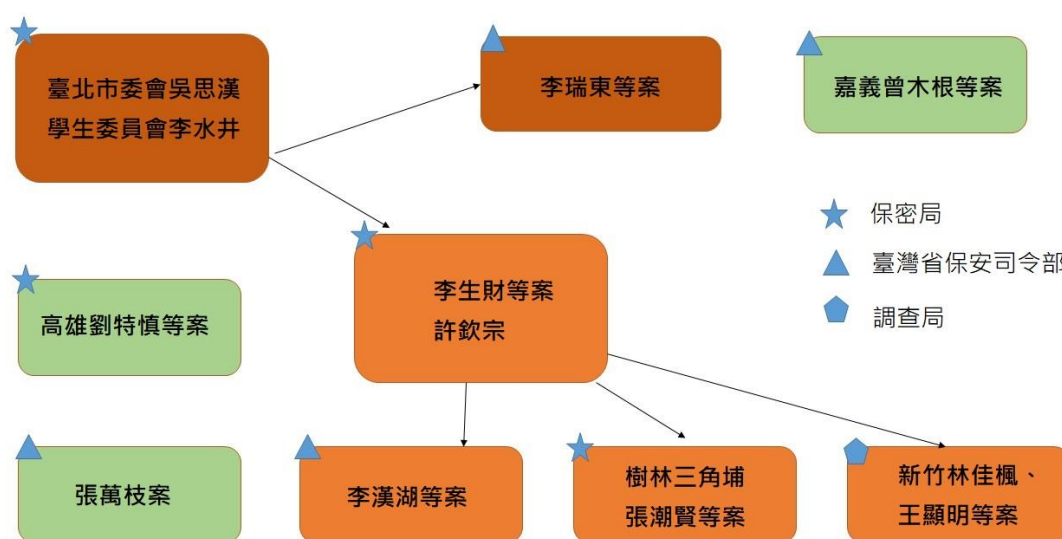 臺北市委會吳思漢
學生委員會李水井
李瑞東等案
嘉義曾木根等案
保密局
臺灣省保安司令部
調查局
高雄劉特慎等案
李生財等案
許欽宗
張萬枝案
李漢湖等案
樹林三角埔
張潮賢等案
新竹林佳楓、
王顯明等案